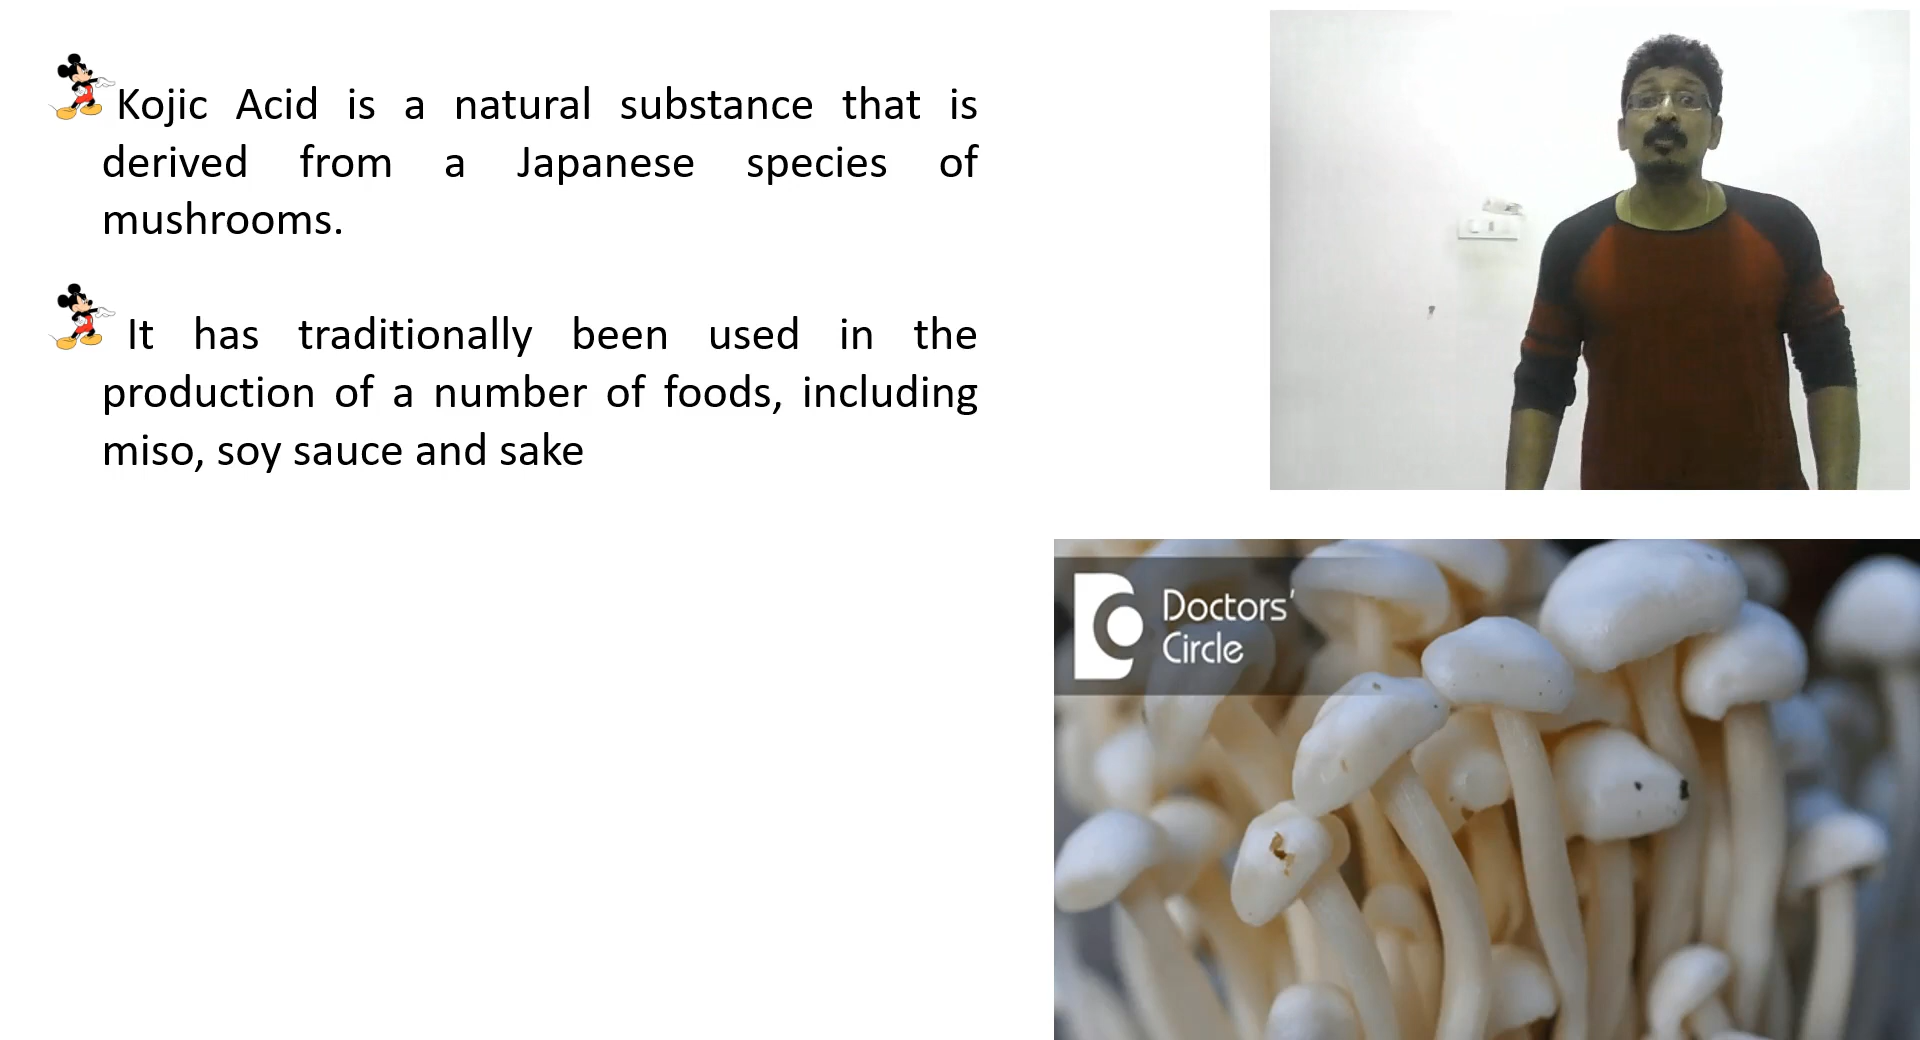 Kojic Acid is a natural substance that is
derived from a Japanese species of
mushrooms.
It has traditionally been used in the
production of a number of foods, including
miso, soy sauce and sake
Doctors'
Circle